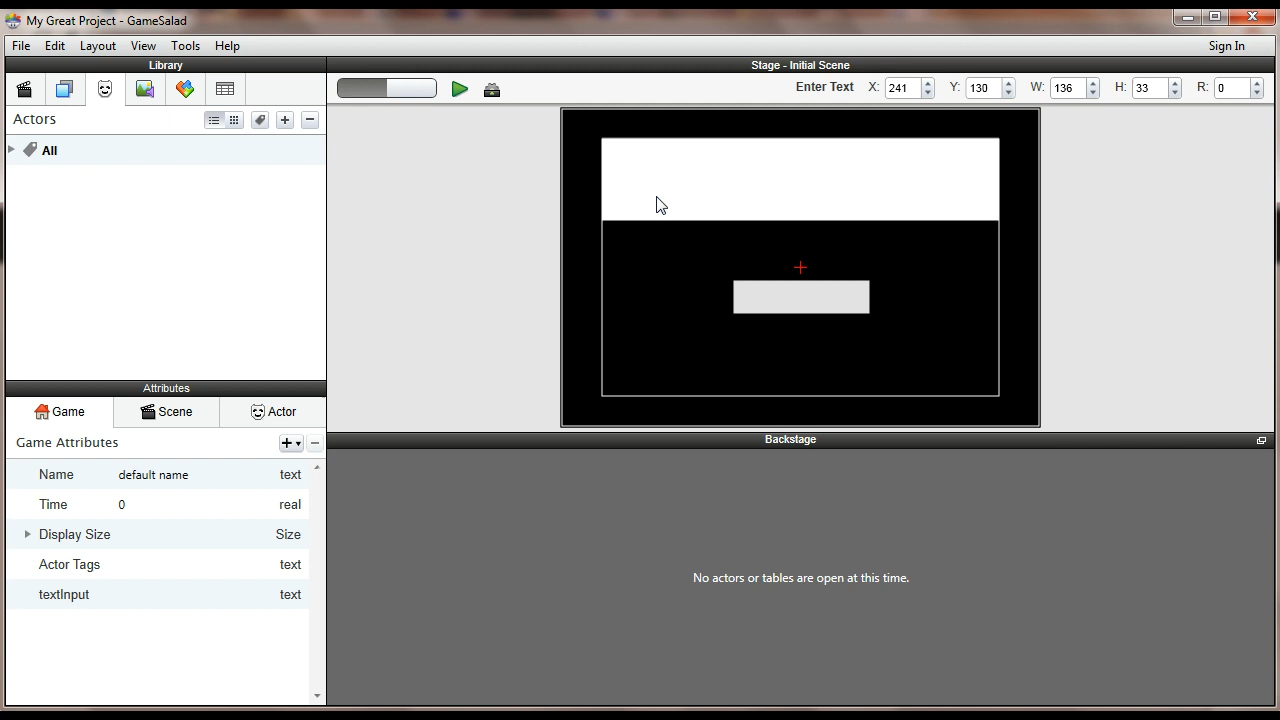 My Great Project - GameSalad
File Edit Layout View Tools Help Sign In
Library Stage - Initial Scene
Enter Text X: 241 Y: 130 W: 136 H: 33 R: 0
Actors
All
Attributes
Game Scene Actor
Backstage
Game Attributes
Name default name text
Time 0 real
Display Size Size
Actor Tags text
No actors or tables are open at this time.
textInput text